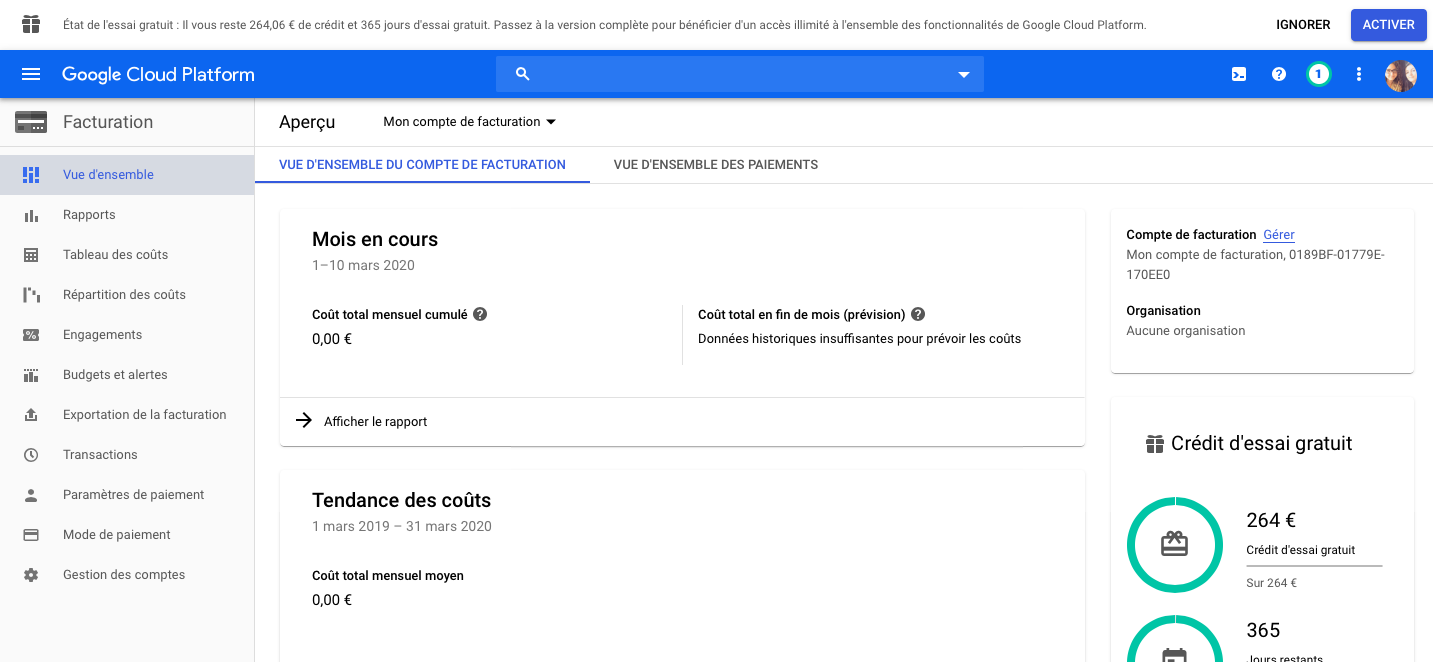 État de l'essai gratuit : Il vous reste 264,06 € de crédit et 365 jours d'essai gratuit. Passez à la version complète pour bénéficier d'un accès illimité à l'ensemble des fonctionnalités de Google Cloud Platform.
IGNORER
ACTIVER
Google Cloud Platform
1
Facturation
Aperçu
Mon compte de facturation
Vue d'ensemble
Rapports
Tableau des coûts
Répartition des coûts
Engagements
Budgets et alertes
Exportation de la facturation
Transactions
Paramètres de paiement
Mode de paiement
Gestion des comptes
VUE D'ENSEMBLE DU COMPTE DE FACTURATION
VUE D'ENSEMBLE DES PAIEMENTS
Mois en cours
1–10 mars 2020
Coût total mensuel cumulé
0,00 €
Coût total en fin de mois (prévision)
Données historiques insuffisantes pour prévoir les coûts
Afficher le rapport
Tendance des coûts
1 mars 2019 – 31 mars 2020
Coût total mensuel moyen
0,00 €
Compte de facturation Gérer
Mon compte de facturation, 0189BF-01779E-
170EE0
Organisation
Aucune organisation
Crédit d'essai gratuit
264 €
Crédit d'essai gratuit
Sur 264 €
365
Jours restants